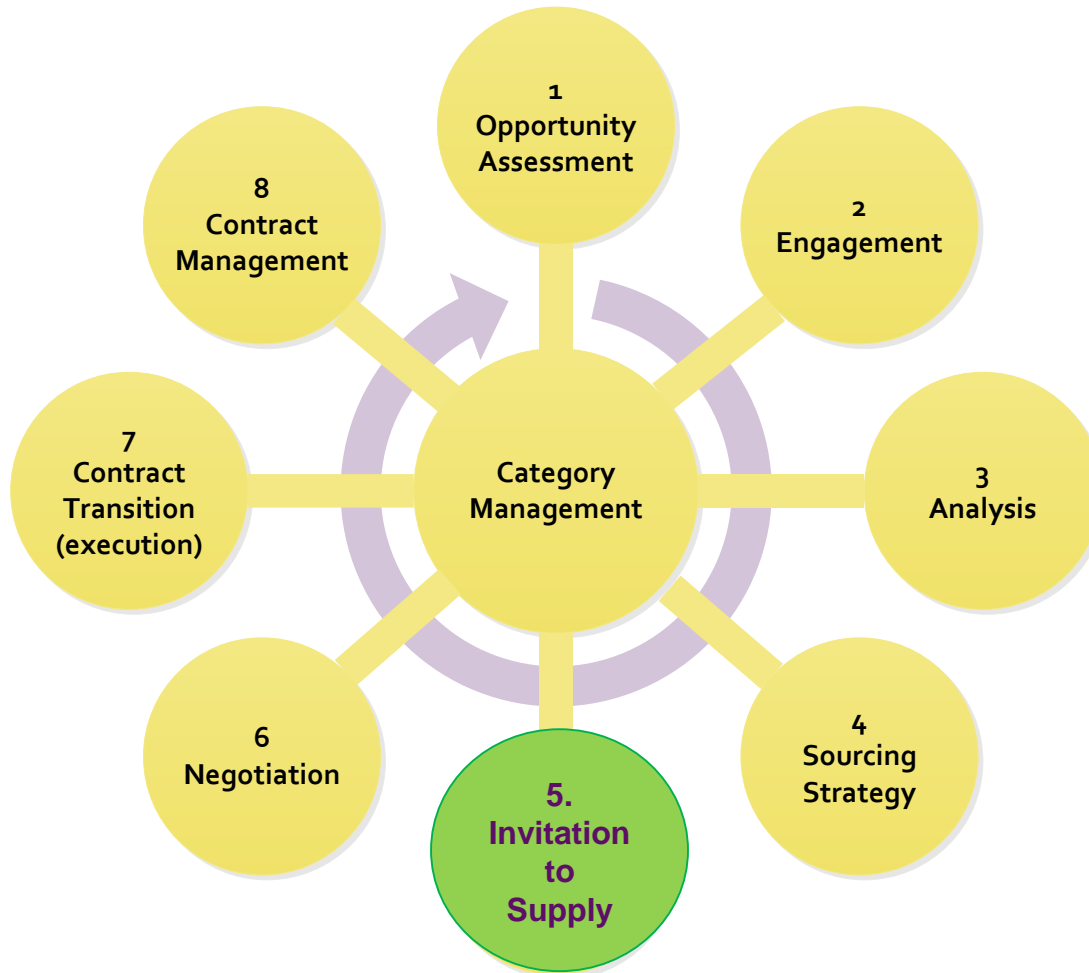 1
Opportunity
Assessment
2
Engagement
3
Analysis
4
Sourcing
Strategy
5.
Invitation
to
Supply
6
Negotiation
7
Contract
Transition
(execution)
8
Contract
Management
Category
Management